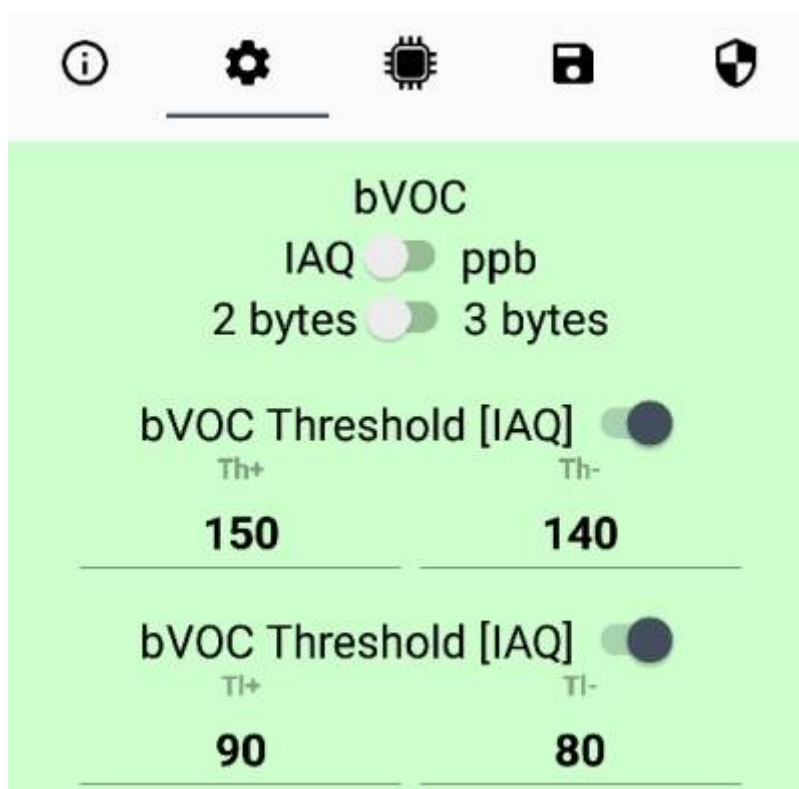 bVOC
IAQ ppb
2 bytes 3 bytes
bVOC Threshold [IAQ]
Th+ Th-
150 140
bVOC Threshold [IAQ]
Tl+ Tl-
90 80